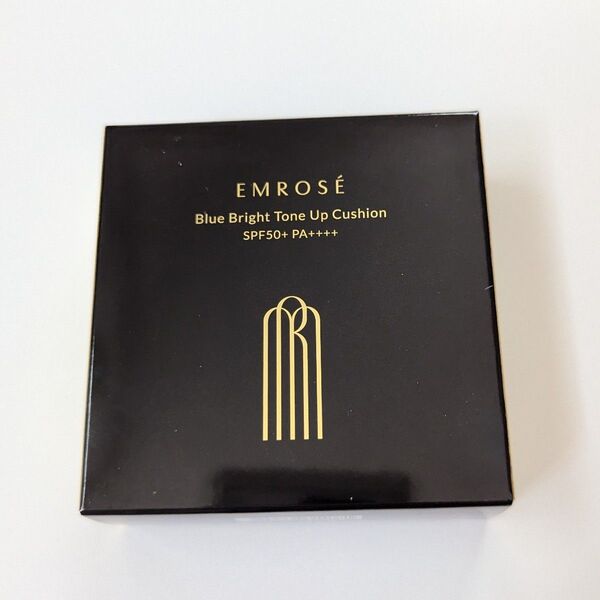 EMROSÉ
Blue Bright Tone Up Cushion
SPF50+ PA++++